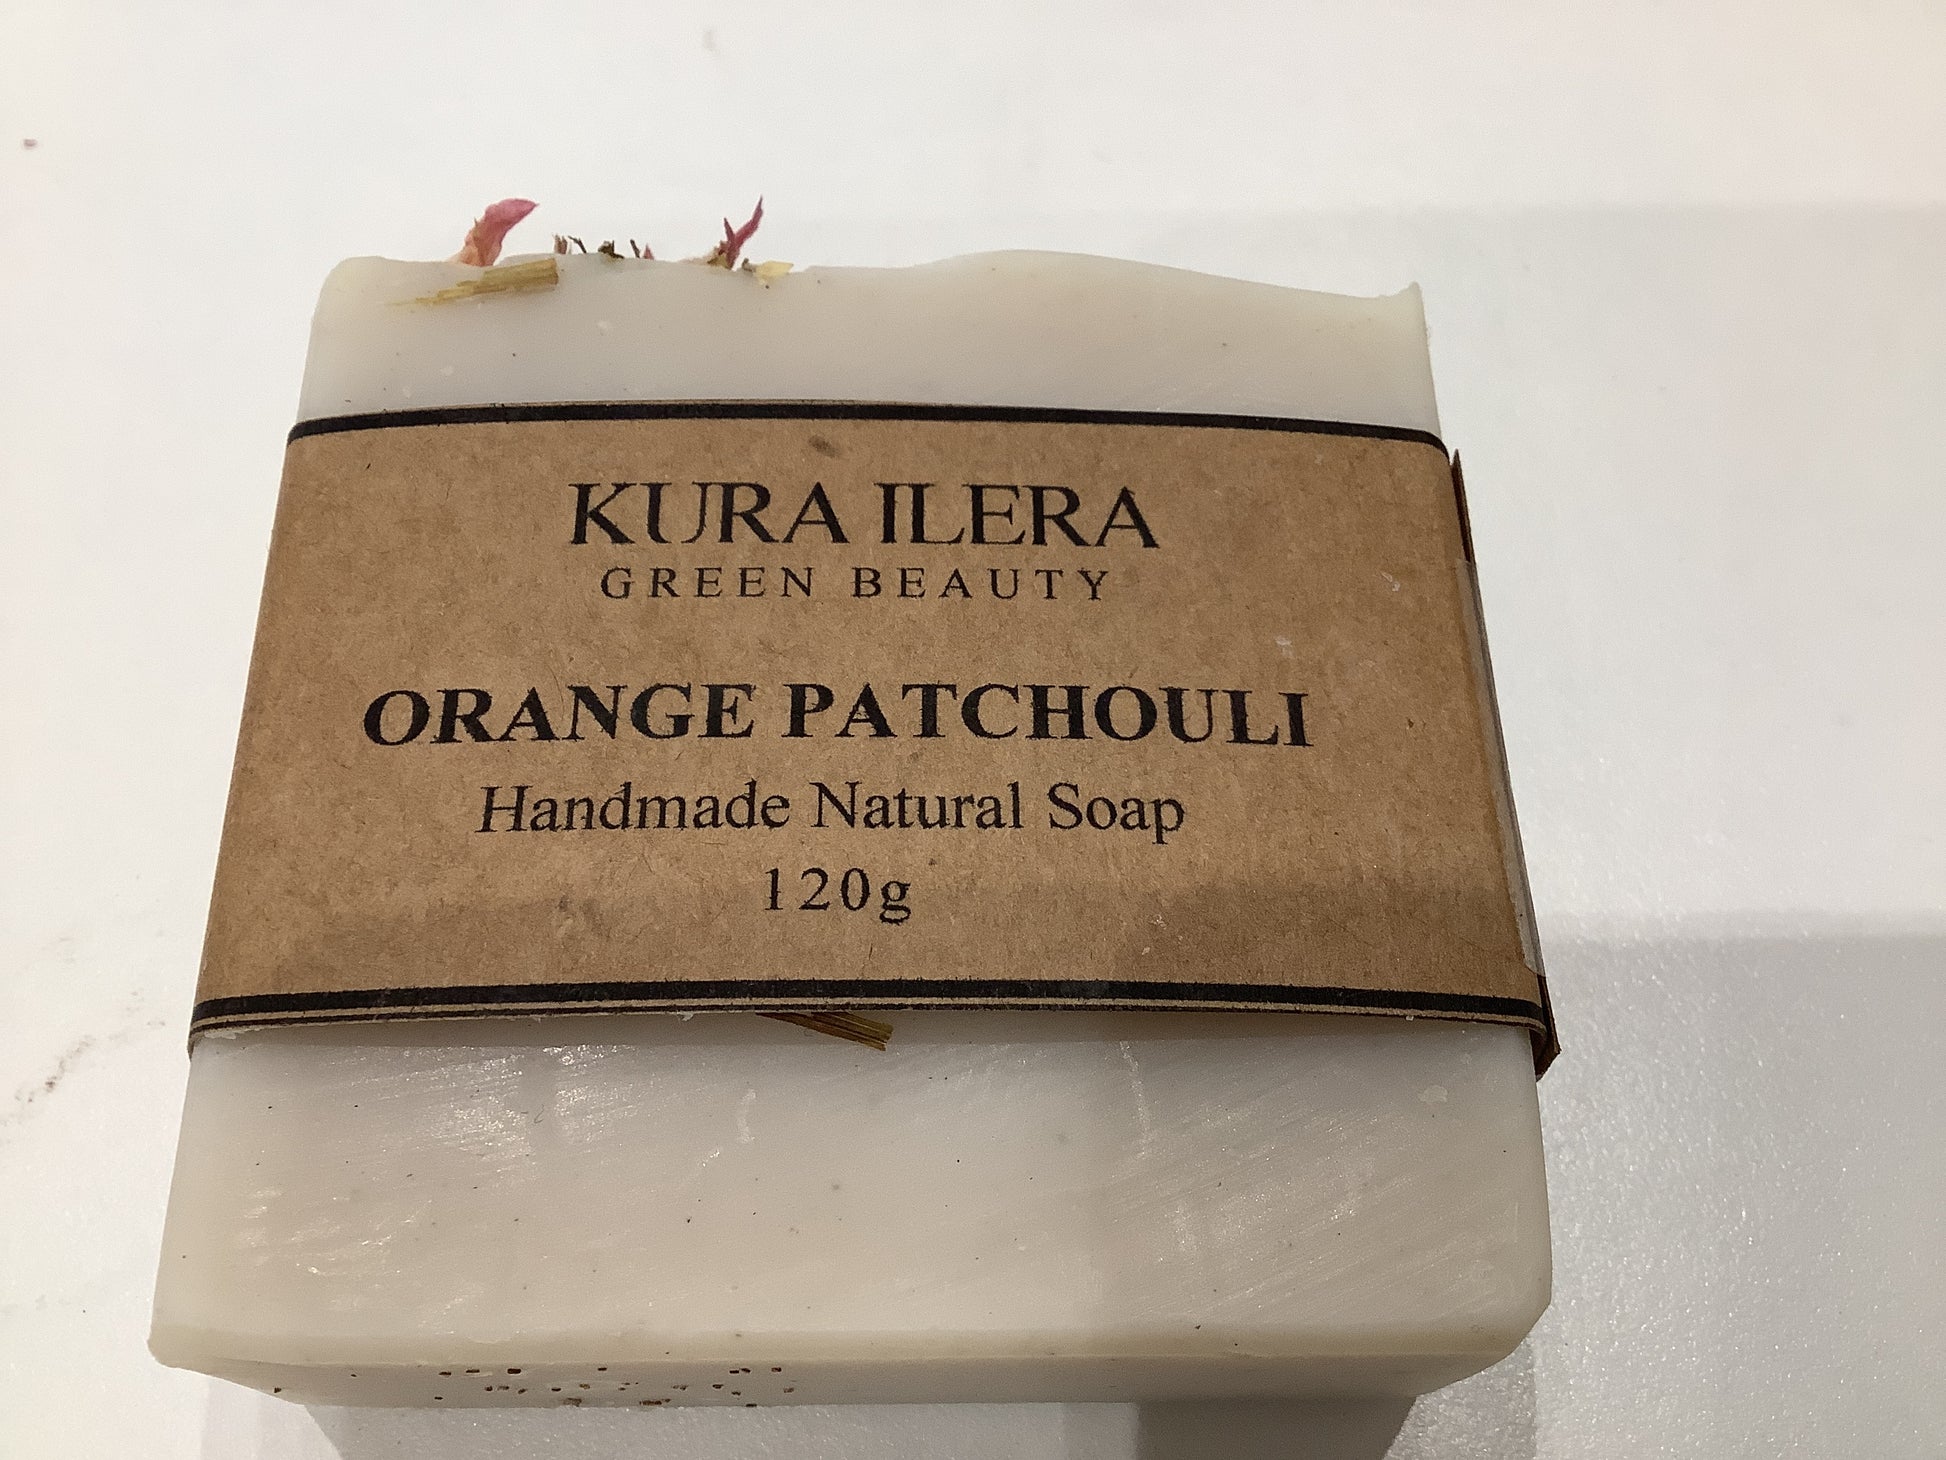 KURA ILERA
GREEN BEAUTY
ORANGE PATCHOULI
Handmade Natural Soap
120g